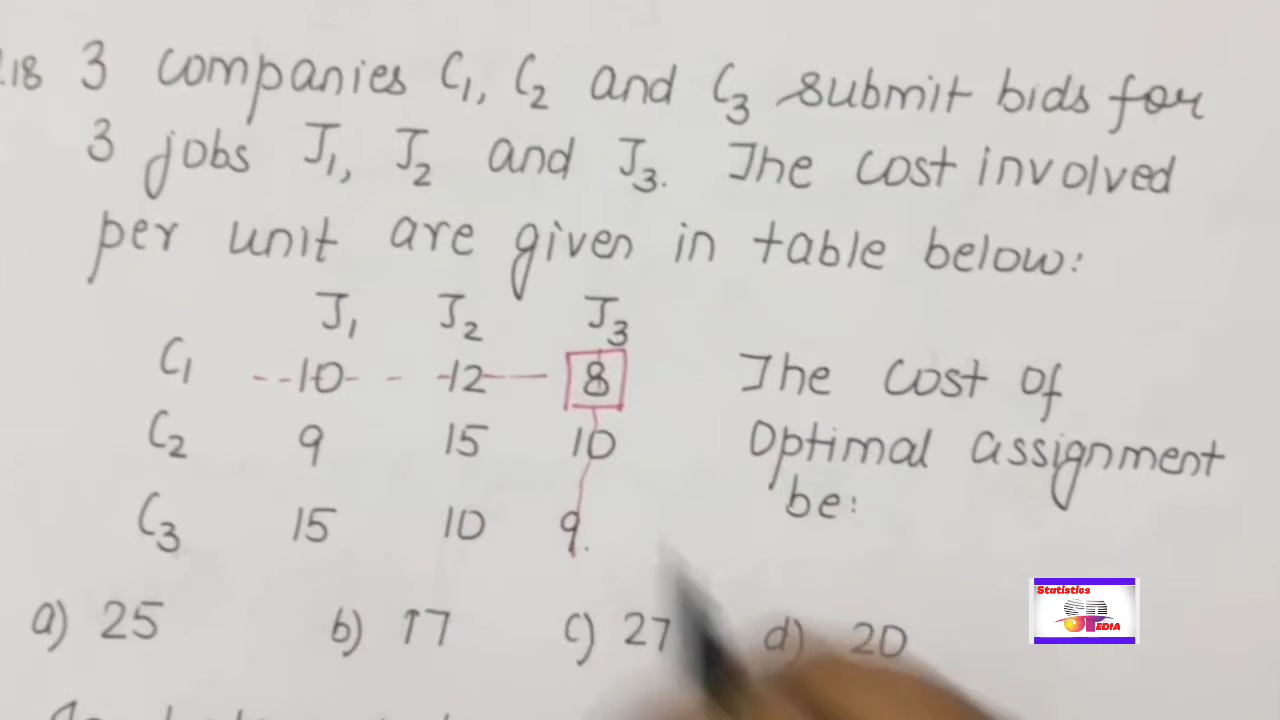 .18 3 companies C1, C2 and C3 submit bids for
3 jobs J1, J2 and J3. The cost involved
per unit are given in table below:
J1 J2 J3
C1 10 12 8
C2 9 15 10
C3 15 10 9.
The cost of
Optimal assignment
be:
a) 25 b) 17 c) 27 d) 20
Statistics
PEDIA